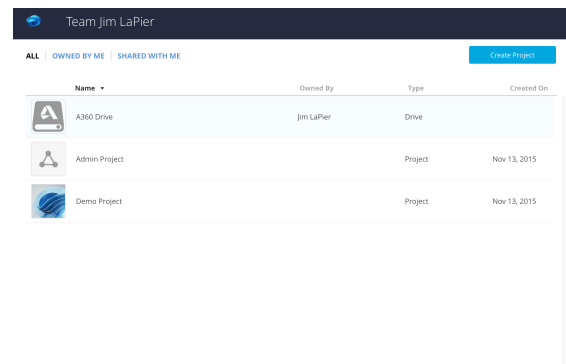 Team Jim LaPier
ALL OWNED BY ME SHARED WITH ME Create Project
Name ▼ Owned By Type Created On
A360 Drive Jim LaPier Drive
Admin Project Project Nov 13, 2015
Demo Project Project Nov 13, 2015